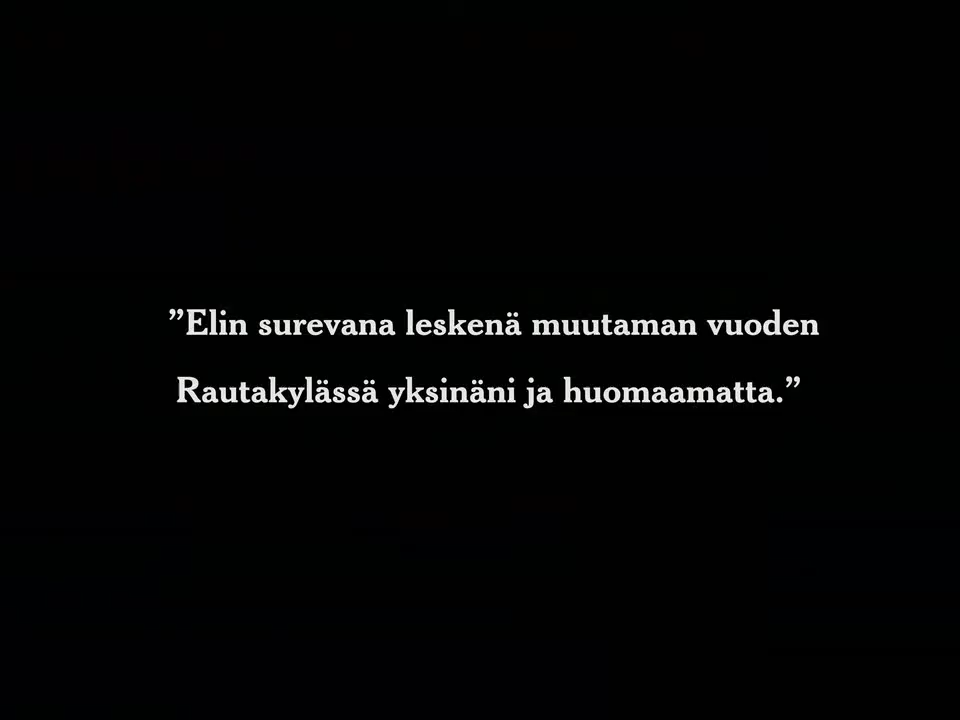 ”Elin surevana leskenä muutaman vuoden
Rautakylässä yksinäni ja huomaamatta.”